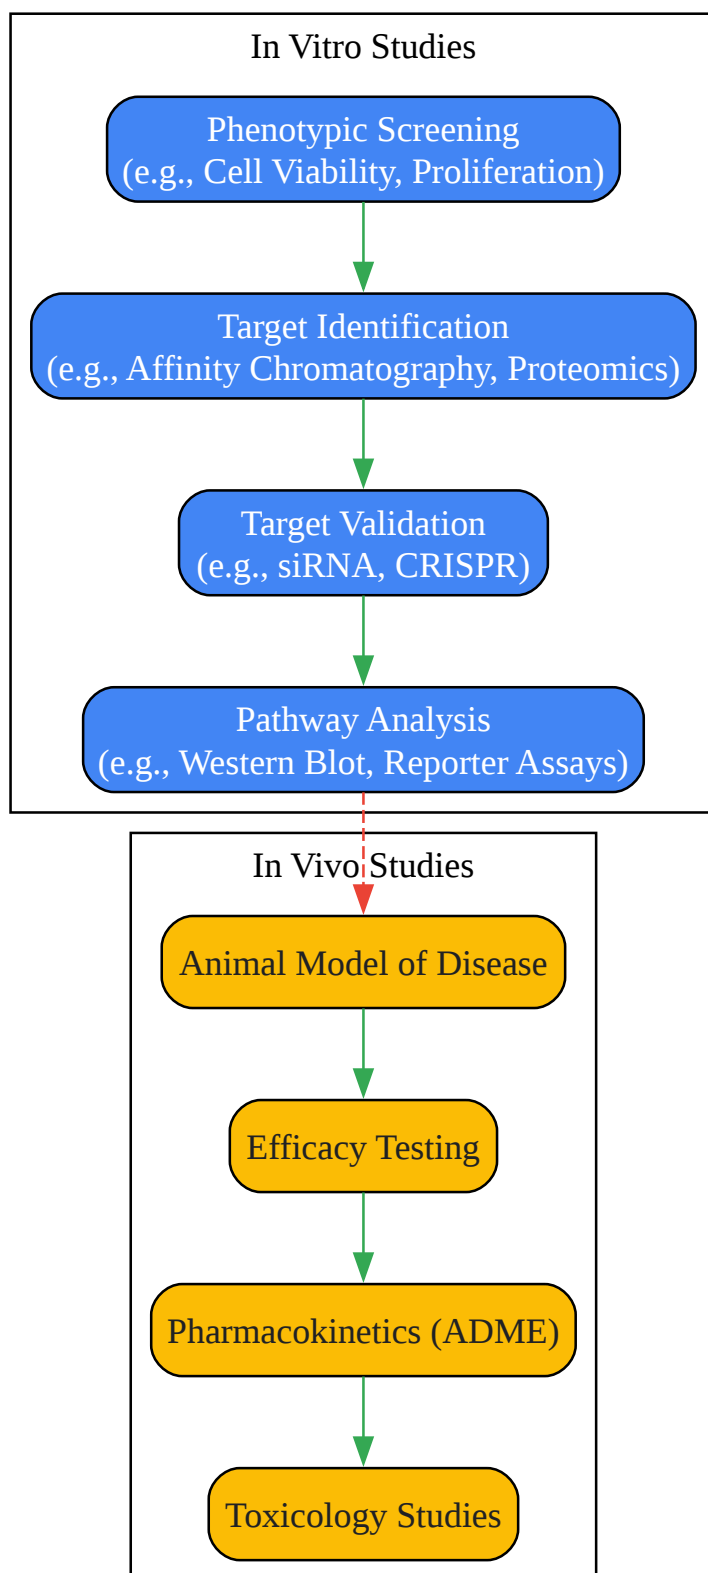 In Vitro Studies
Phenotypic Screening
(e.g., Cell Viability, Proliferation)
Target Identification
(e.g., Affinity Chromatography, Proteomics)
Target Validation
(e.g., siRNA, CRISPR)
Pathway Analysis
(e.g., Western Blot, Reporter Assays)
In Vivo Studies
Animal Model of Disease
Efficacy Testing
Pharmacokinetics (ADME)
Toxicology Studies